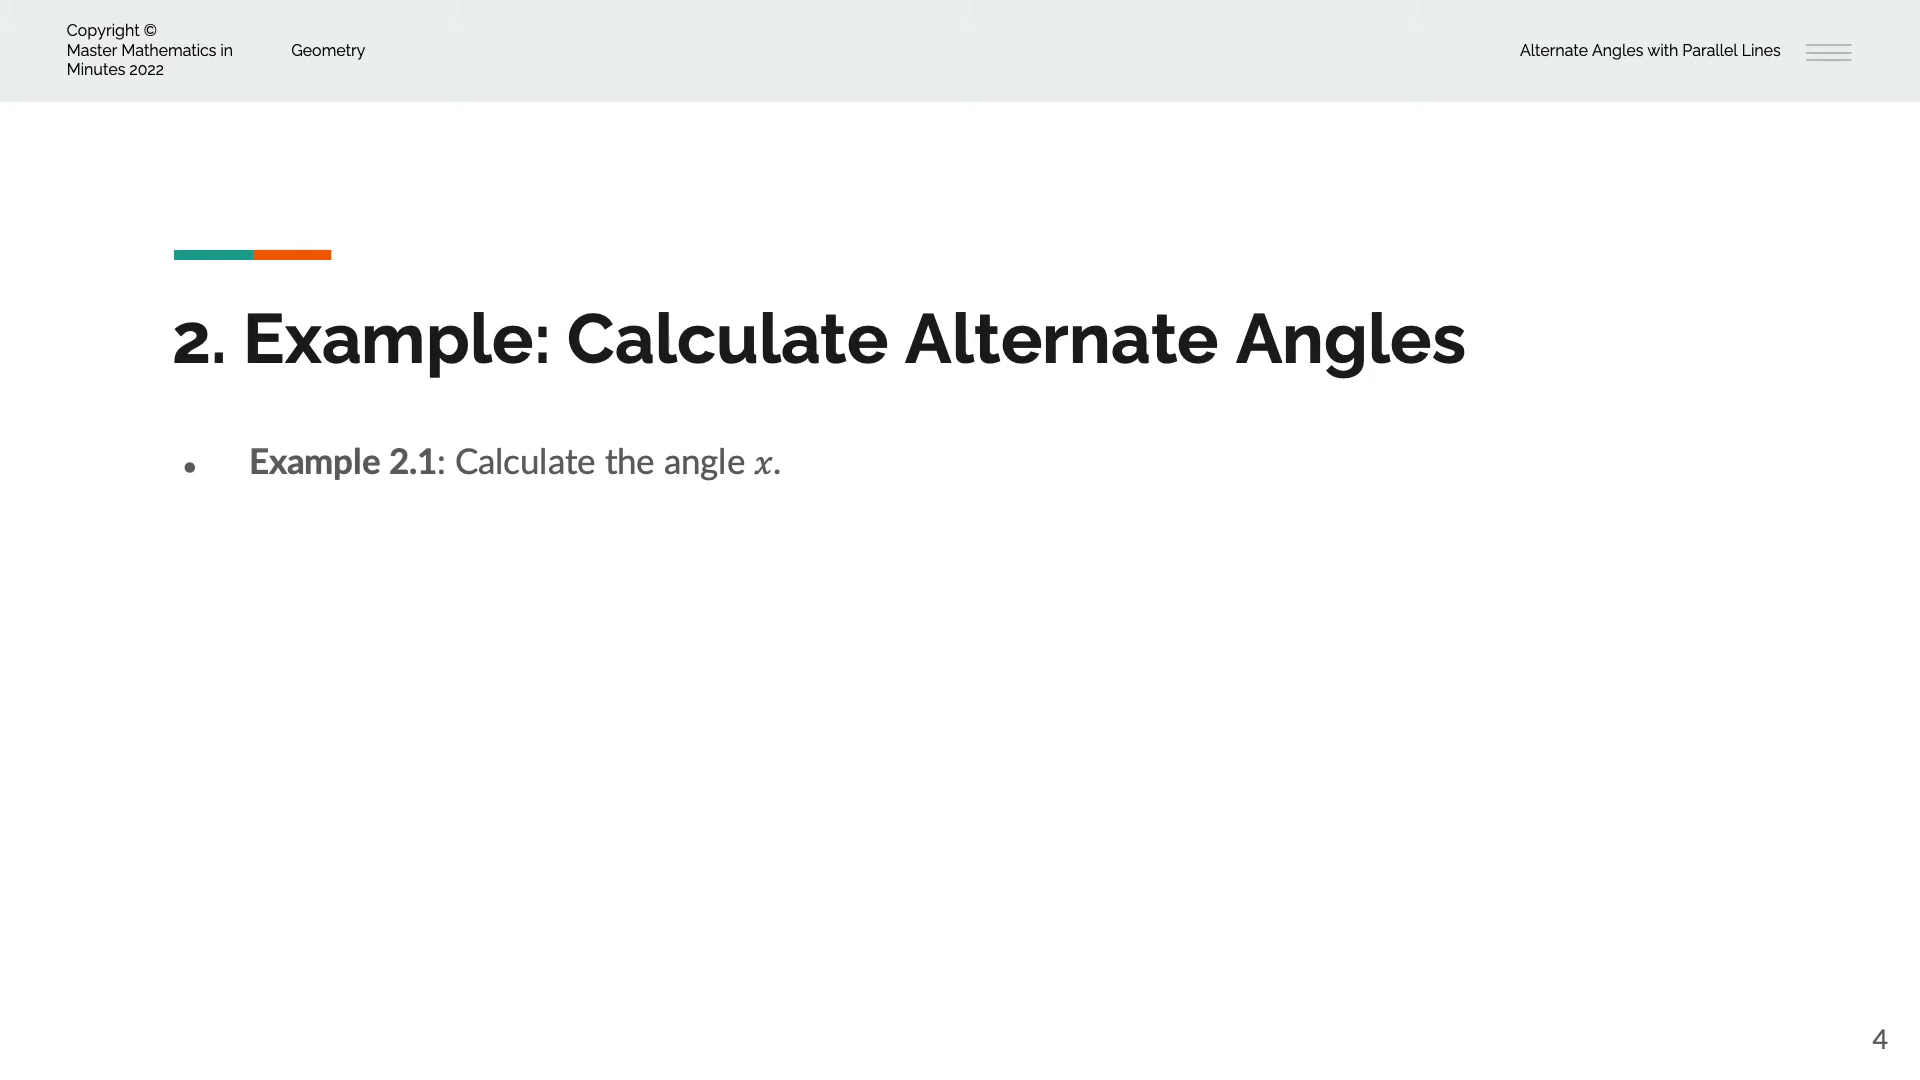 Copyright ©
Master Mathematics in
Minutes 2022
Geometry
Alternate Angles with Parallel Lines
2. Example: Calculate Alternate Angles
● Example 2.1: Calculate the angle x.
4